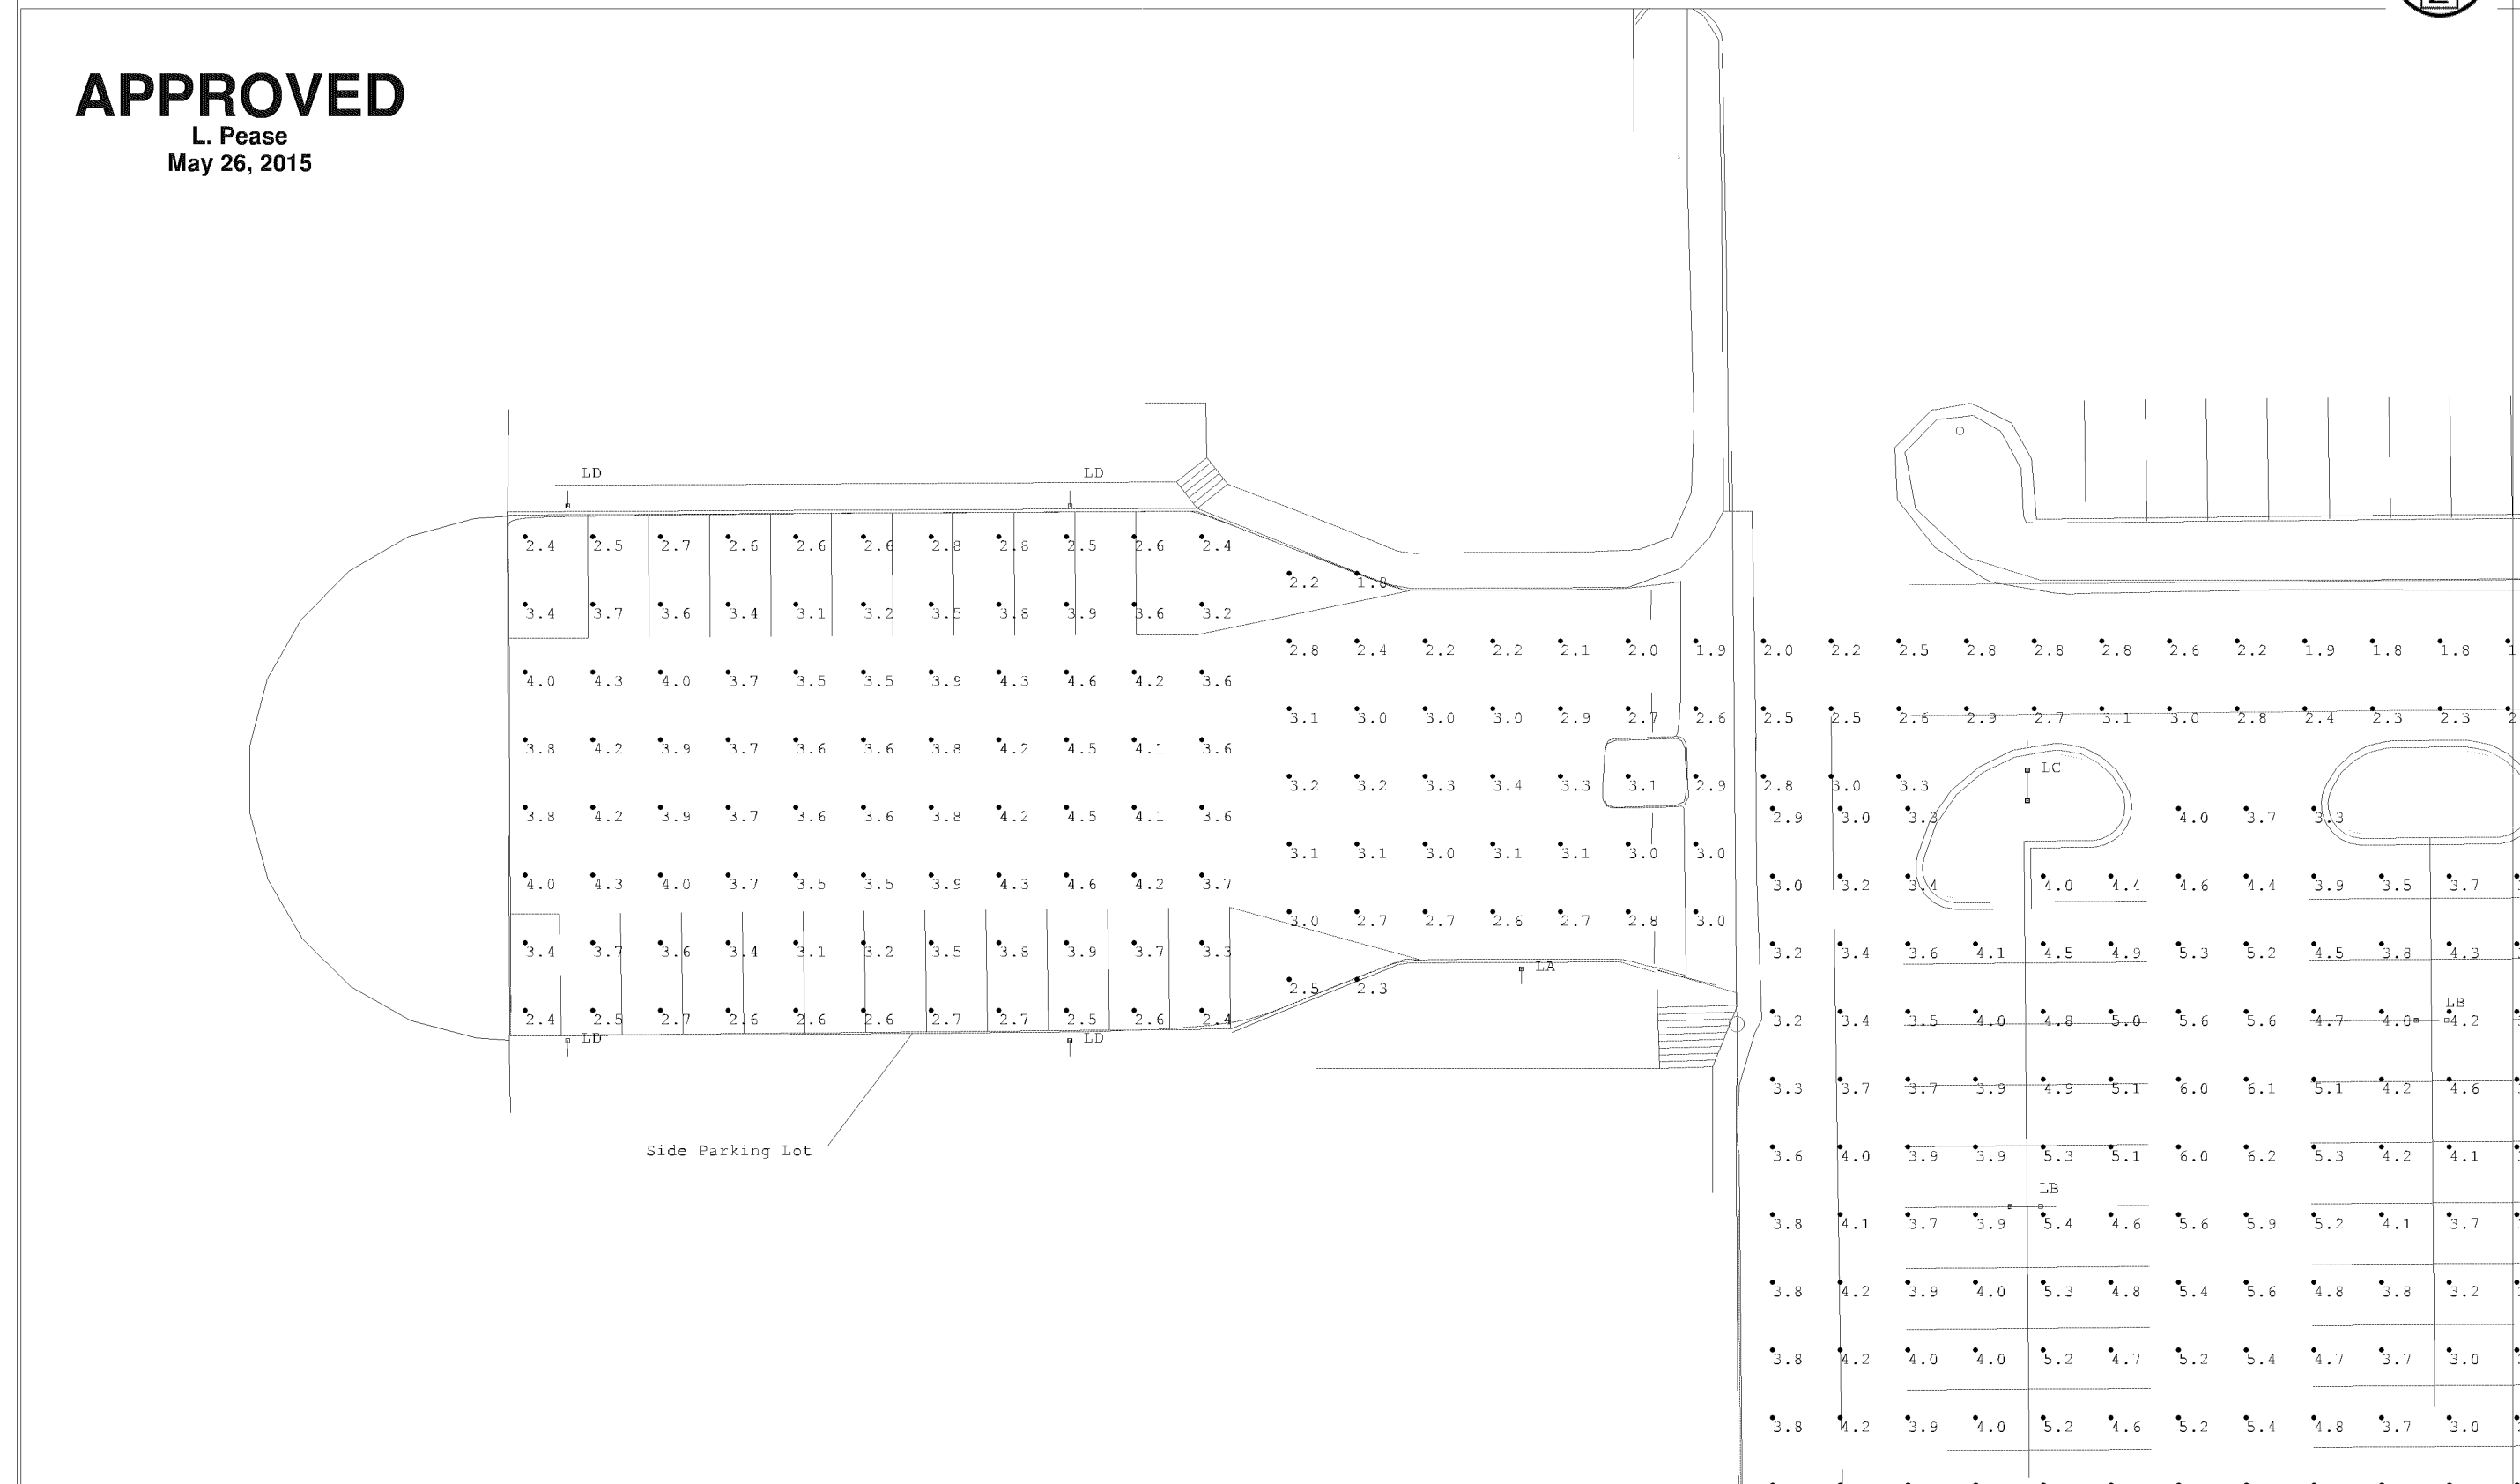 APPROVED
L. Pease
May 26, 2015
LD LD
2.4 2.5 2.7 2.6 2.6 2.6 2.8 2.8 2.5 2.6 2.4
2.2 1.8
3.4 3.7 3.6 3.4 3.1 3.2 3.5 3.8 3.9 3.6 3.2
2.8 2.4 2.2 2.2 2.1 2.0 1.9 2.0 2.2 2.5 2.8 2.8 2.8 2.6 2.2 1.9 1.8 1.8
4.0 4.3 4.0 3.7 3.5 3.5 3.9 4.3 4.6 4.2 3.6
3.1 3.0 3.0 3.0 2.9 2.7 2.6 2.5 2.5 2.6 2.9 2.7 3.1 3.0 2.8 2.4 2.3 2.3
3.8 4.2 3.9 3.7 3.6 3.6 3.8 4.2 4.5 4.1 3.6
LC
3.2 3.2 3.3 3.4 3.3 3.1 2.9 2.8 3.0 3.3
3.8 4.2 3.9 3.7 3.6 3.6 3.8 4.2 4.5 4.1 3.6
2.9 3.0 3.3 4.0 3.7 3.3
3.1 3.1 3.0 3.1 3.1 3.0 3.0
4.0 4.3 4.0 3.7 3.5 3.5 3.9 4.3 4.6 4.2 3.7
3.0 3.2 3.4 4.0 4.4 4.6 4.4 3.9 3.5 3.7
3.0 2.7 2.7 2.6 2.7 2.8 3.0
3.4 3.7 3.6 3.4 3.1 3.2 3.5 3.8 3.9 3.7 3.3
3.2 3.4 3.6 4.1 4.5 4.9 5.3 5.2 4.5 3.8 4.3
LA
2.5 2.3
LB
2.4 2.5 2.7 2.6 2.6 2.6 2.7 2.7 2.5 2.6 2.4
3.2 3.4 3.5 4.0 4.8 5.0 5.6 5.6 4.7 4.0 4.2
LD LD
3.3 3.7 3.7 3.9 4.9 5.1 6.0 6.1 5.1 4.2 4.6
Side Parking Lot
3.6 4.0 3.9 3.9 5.3 5.1 6.0 6.2 5.3 4.2 4.1
LB
3.8 4.1 3.7 3.9 5.4 4.6 5.6 5.9 5.2 4.1 3.7
3.8 4.2 3.9 4.0 5.3 4.8 5.4 5.6 4.8 3.8 3.2
3.8 4.2 4.0 4.0 5.2 4.7 5.2 5.4 4.7 3.7 3.0
3.8 4.2 3.9 4.0 5.2 4.6 5.2 5.4 4.8 3.7 3.0